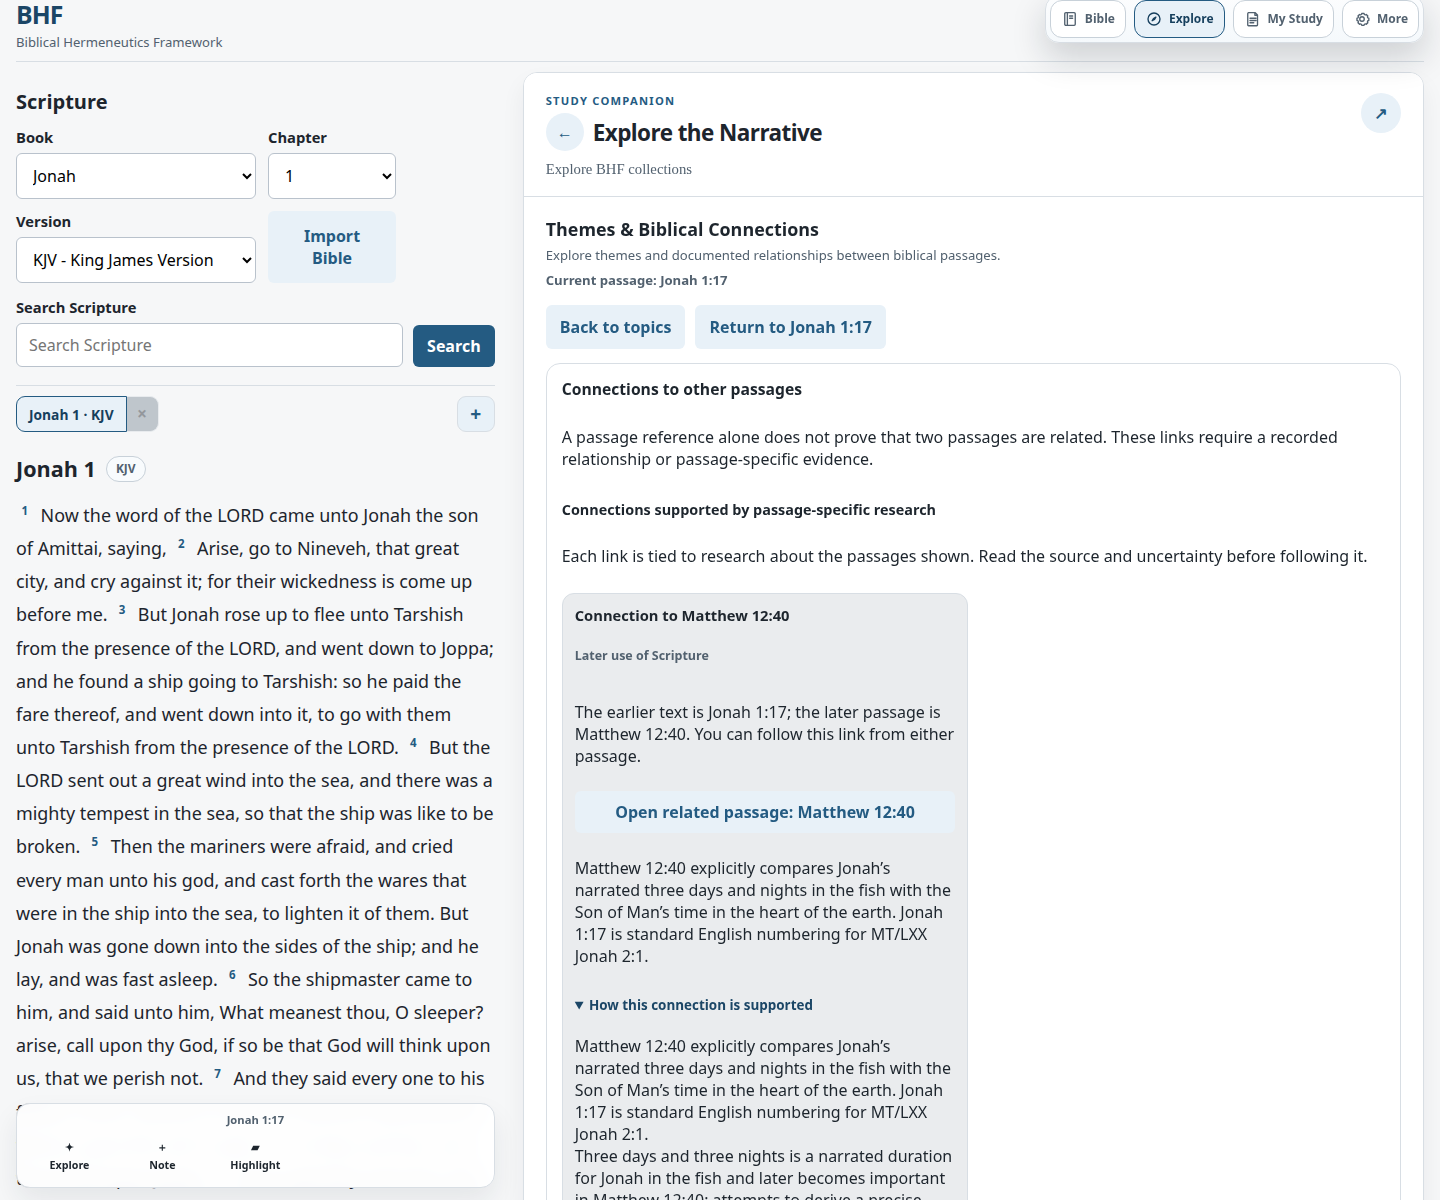 BHF
Biblical Hermeneutics Framework
Bible
Explore
My Study
More
Scripture
Book
Chapter
Jonah
1
Version
KJV - King James Version
Import
Bible
Search Scripture
Search Scripture
Search
Jonah 1 · KJV
×
+
Jonah 1
KJV
1 Now the word of the LORD came unto Jonah the son
of Amittai, saying, 2 Arise, go to Nineveh, that great
city, and cry against it; for their wickedness is come up
before me. 3 But Jonah rose up to flee unto Tarshish
from the presence of the LORD, and went down to Joppa;
and he found a ship going to Tarshish: so he paid the
fare thereof, and went down into it, to go with them
unto Tarshish from the presence of the LORD. 4 But the
LORD sent out a great wind into the sea, and there was a
mighty tempest in the sea, so that the ship was like to be
broken. 5 Then the mariners were afraid, and cried
every man unto his god, and cast forth the wares that
were in the ship into the sea, to lighten it of them. But
Jonah was gone down into the sides of the ship; and he
lay, and was fast asleep. 6 So the shipmaster came to
him, and said unto him, What meanest thou, O sleeper?
arise, call upon thy God, if so be that God will think upon
us, that we perish not. 7 And they said every one to his
Jonah 1:17
Explore
+
Note
Highlight
STUDY COMPANION
← Explore the Narrative
↗
Explore BHF collections
Themes & Biblical Connections
Explore themes and documented relationships between biblical passages.
Current passage: Jonah 1:17
Back to topics
Return to Jonah 1:17
Connections to other passages
A passage reference alone does not prove that two passages are related. These links require a recorded
relationship or passage-specific evidence.
Connections supported by passage-specific research
Each link is tied to research about the passages shown. Read the source and uncertainty before following it.
Connection to Matthew 12:40
Later use of Scripture
The earlier text is Jonah 1:17; the later passage is
Matthew 12:40. You can follow this link from either
passage.
Open related passage: Matthew 12:40
Matthew 12:40 explicitly compares Jonah’s
narrated three days and nights in the fish with the
Son of Man’s time in the heart of the earth. Jonah
1:17 is standard English numbering for MT/LXX
Jonah 2:1.
▼ How this connection is supported
Matthew 12:40 explicitly compares Jonah’s
narrated three days and nights in the fish with the
Son of Man’s time in the heart of the earth. Jonah
1:17 is standard English numbering for MT/LXX
Jonah 2:1.
Three days and three nights is a narrated duration
for Jonah in the fish and later becomes important
in Matthew 12:40; attempts to derive a precise